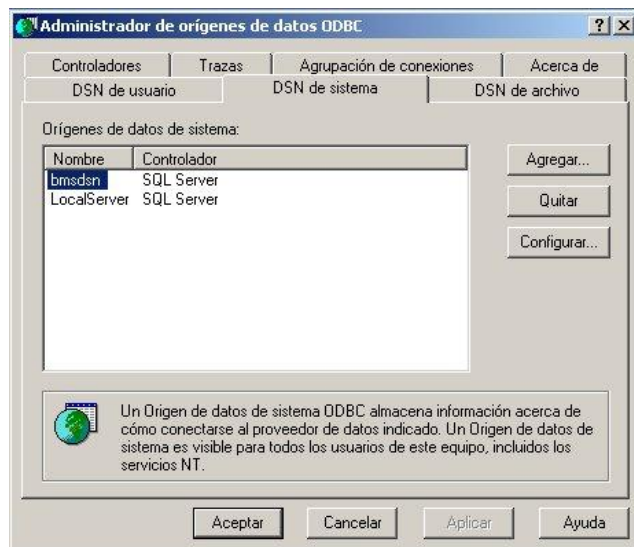 Administrador de orígenes de datos ODBC
Controladores Trazas Agrupación de conexiones Acerca de
DSN de usuario DSN de sistema DSN de archivo
Orígenes de datos de sistema:
Nombre Controlador
bmsdsn SQL Server
LocalServer SQL Server
Agregar...
Quitar
Configurar...
Un Origen de datos de sistema ODBC almacena información acerca de
cómo conectarse al proveedor de datos indicado. Un Origen de datos de
sistema es visible para todos los usuarios de este equipo, incluidos los
servicios NT.
Aceptar Cancelar Aplicar Ayuda